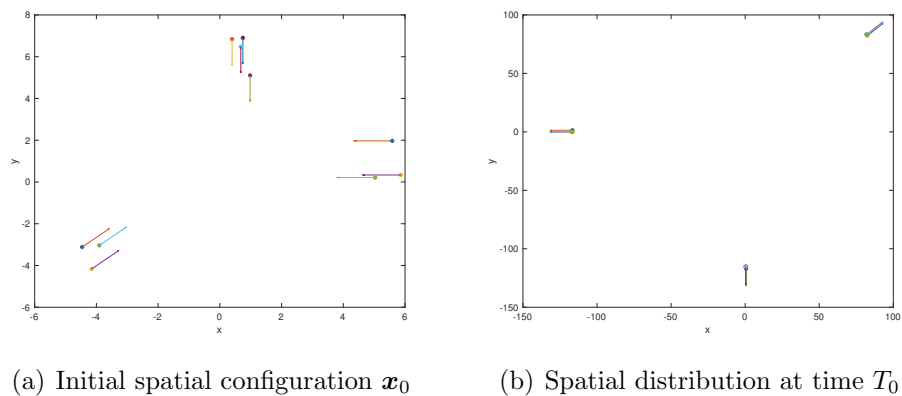 8
6
4
2
0
-2
-4
-6
y
-6 -4 -2 0 2 4 6
x
100
50
0
-50
-100
-150
y
-150 -100 -50 0 50 100
x
(a) Initial spatial configuration x₀
(b) Spatial distribution at time T₀